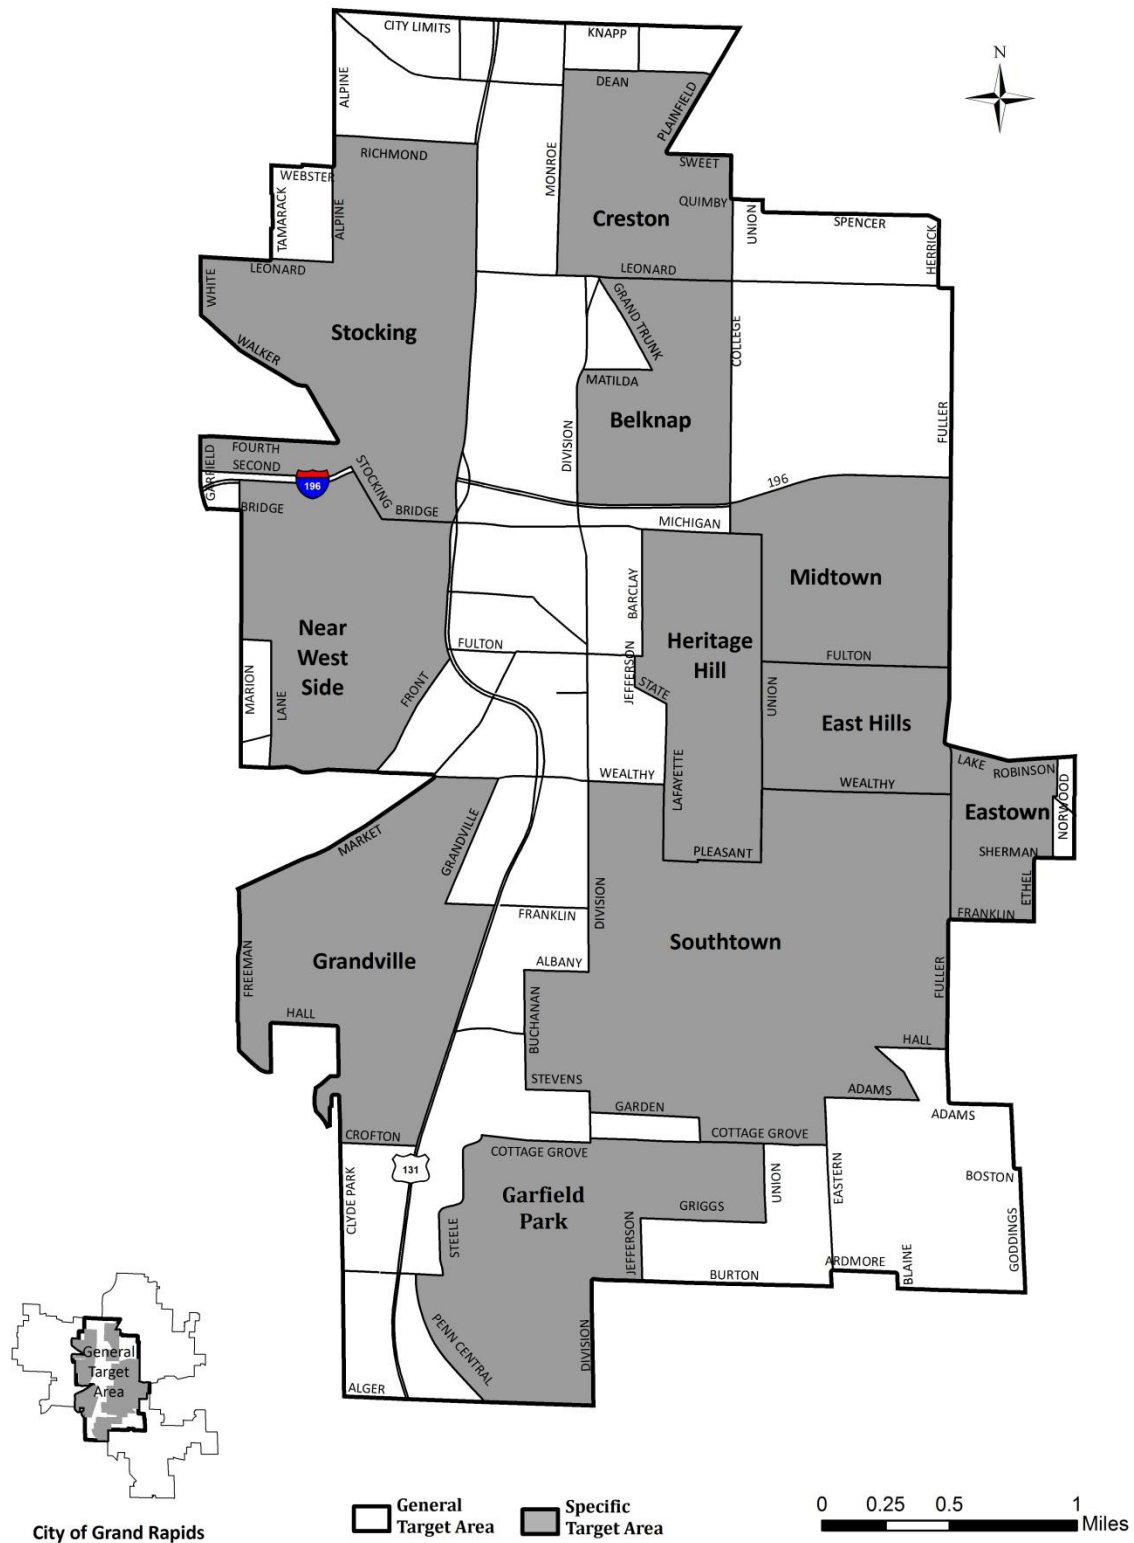 CITY LIMITS
KNAPP
N
ALPINE
DEAN
PLAINFIELD
RICHMOND
MONROE
SWEET
WEBSTER
TAMARACK
ALPINE
QUIMBY
UNION
SPENCER
HERRICK
Creston
LEONARD
LEONARD
WHITE
GRAND TRUNK
Stocking
WALKER
COLLEGE
MATILDA
Belknap
DIVISION
FULLER
FOURTH
SECOND
GARFIELD
STOCKING
196
196
BRIDGE
BRIDGE
MICHIGAN
Midtown
BARCLAY
Near
West
Side
Heritage
Hill
FULTON
FULTON
JEFFERSON
STATE
MARION
LANE
FRONT
UNION
East Hills
LAKE
ROBINSON
NORWOOD
WEALTHY
WEALTHY
LAFAYETTE
Eastown
MARKET
GRANDVILLE
PLEASANT
SHERMAN
ETHEL
FRANKLIN
DIVISION
FRANKLIN
Southtown
Grandville
ALBANY
FREEMAN
FULLER
HALL
BUCHANAN
HALL
STEVENS
ADAMS
GARDEN
ADAMS
CROFTON
COTTAGE GROVE
COTTAGE GROVE
131
Garfield
Park
CLYDE PARK
UNION
EASTERN
BOSTON
GRIGGS
STEELE
JEFFERSON
GODDINGS
ARDMORE
BLAINE
BURTON
PENN CENTRAL
DIVISION
ALGER
General
Target
Area
City of Grand Rapids
General
Target Area
Specific
Target Area
0 0.25 0.5 1
Miles